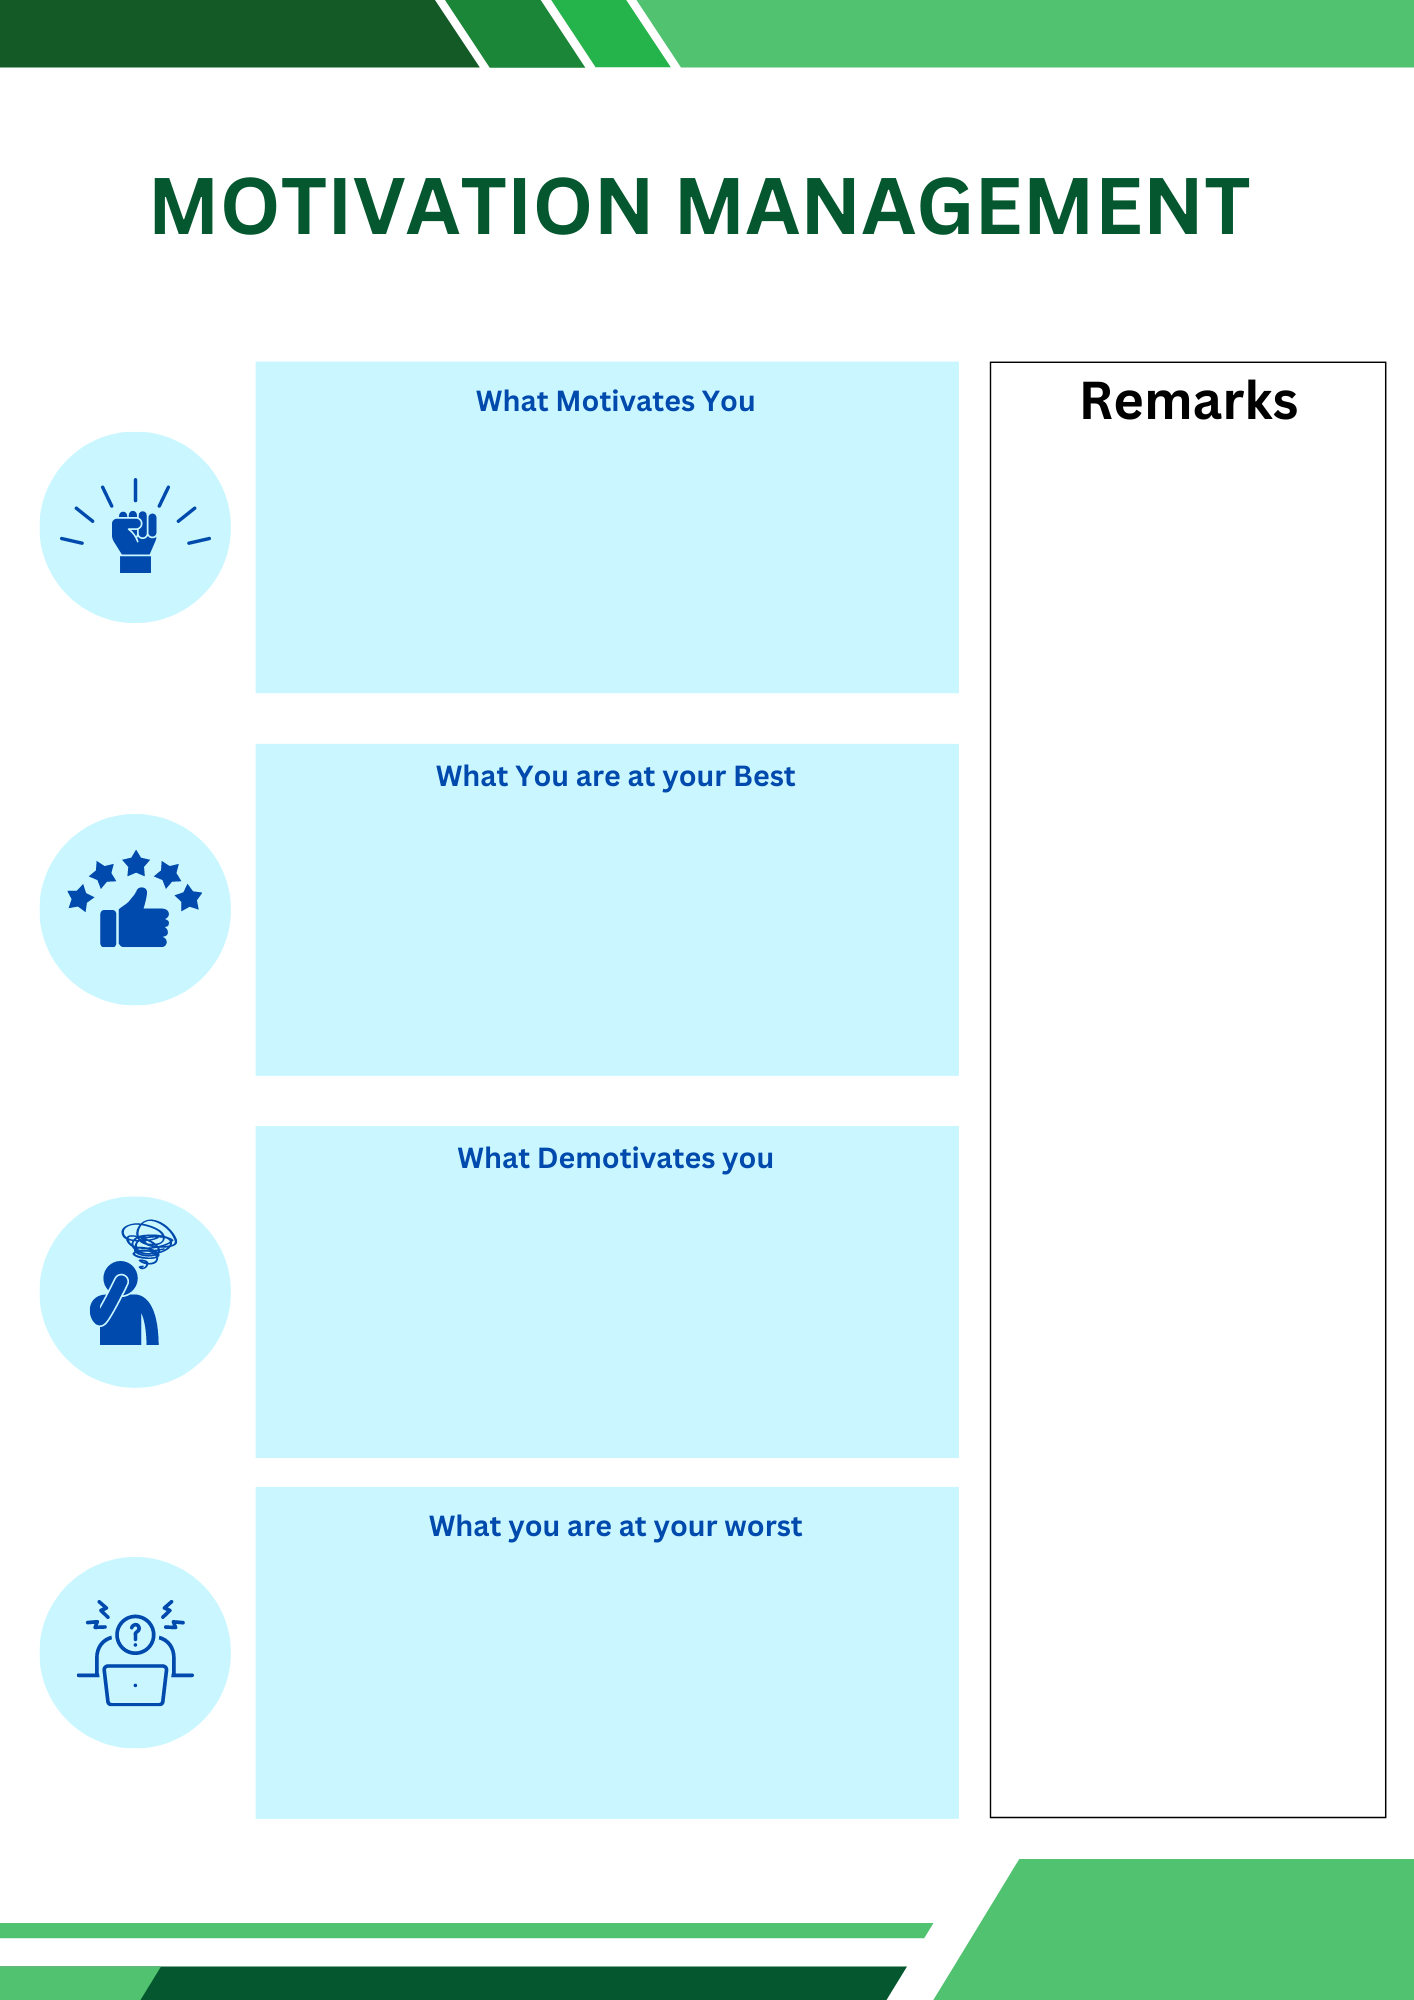 MOTIVATION MANAGEMENT
What Motivates You
Remarks
What You are at your Best
What Demotivates you
What you are at your worst
?